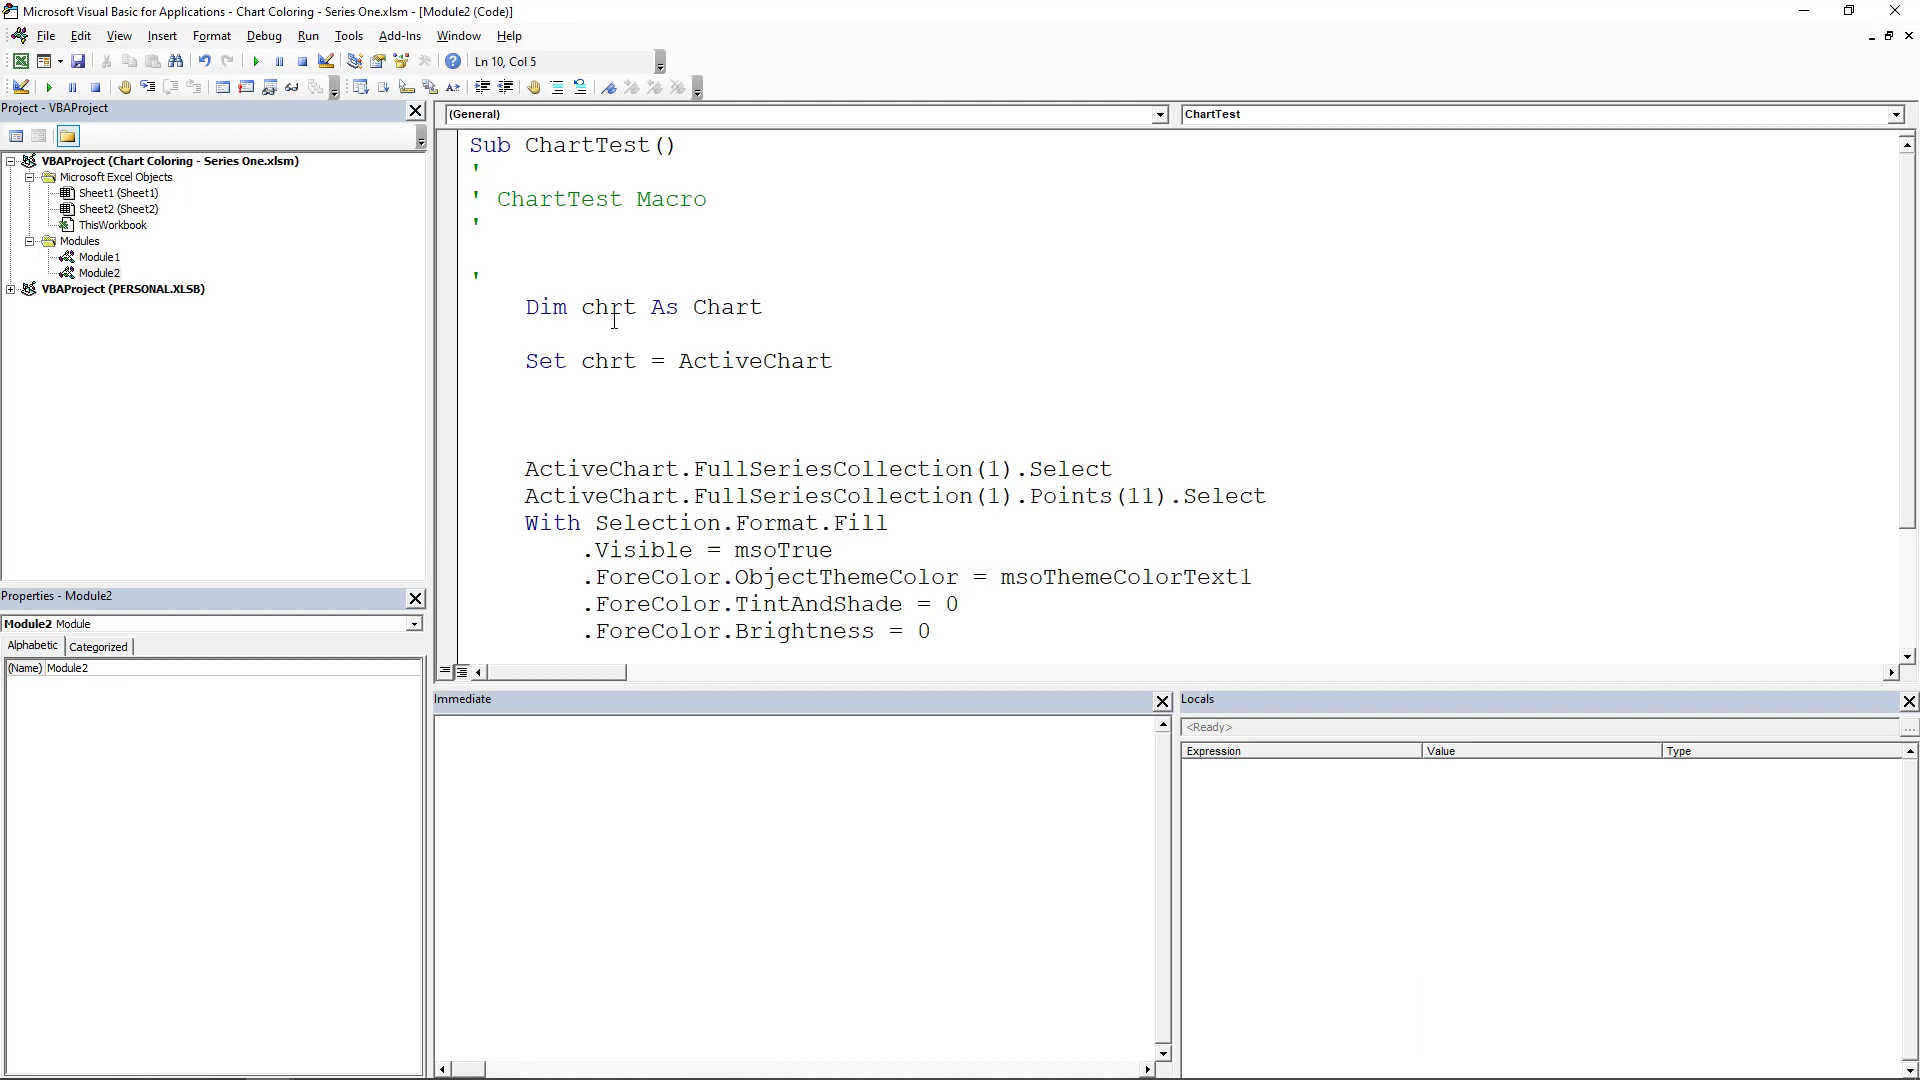 Microsoft Visual Basic for Applications - Chart Coloring - Series One.xlsm - [Module2 (Code)]
File Edit View Insert Format Debug Run Tools Add-Ins Window Help
Ln 10, Col 5
Project - VBAProject
(General)
ChartTest
VBAProject (Chart Coloring - Series One.xlsm)
Microsoft Excel Objects
Sheet1 (Sheet1)
Sheet2 (Sheet2)
ThisWorkbook
Modules
Module1
Module2
VBAProject (PERSONAL.XLSB)
Sub ChartTest()
'
' ChartTest Macro
'
'
Dim chrt As Chart
Set chrt = ActiveChart
ActiveChart.FullSeriesCollection(1).Select
ActiveChart.FullSeriesCollection(1).Points(11).Select
With Selection.Format.Fill
.Visible = msoTrue
.ForeColor.ObjectThemeColor = msoThemeColorText1
.ForeColor.TintAndShade = 0
.ForeColor.Brightness = 0
Properties - Module2
Module2 Module
Alphabetic Categorized
(Name) Module2
Immediate
Locals
<Ready>
Expression Value Type